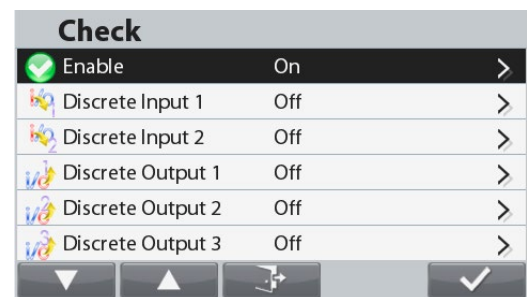 Check
Enable On
Discrete Input 1 Off
Discrete Input 2 Off
Discrete Output 1 Off
Discrete Output 2 Off
Discrete Output 3 Off